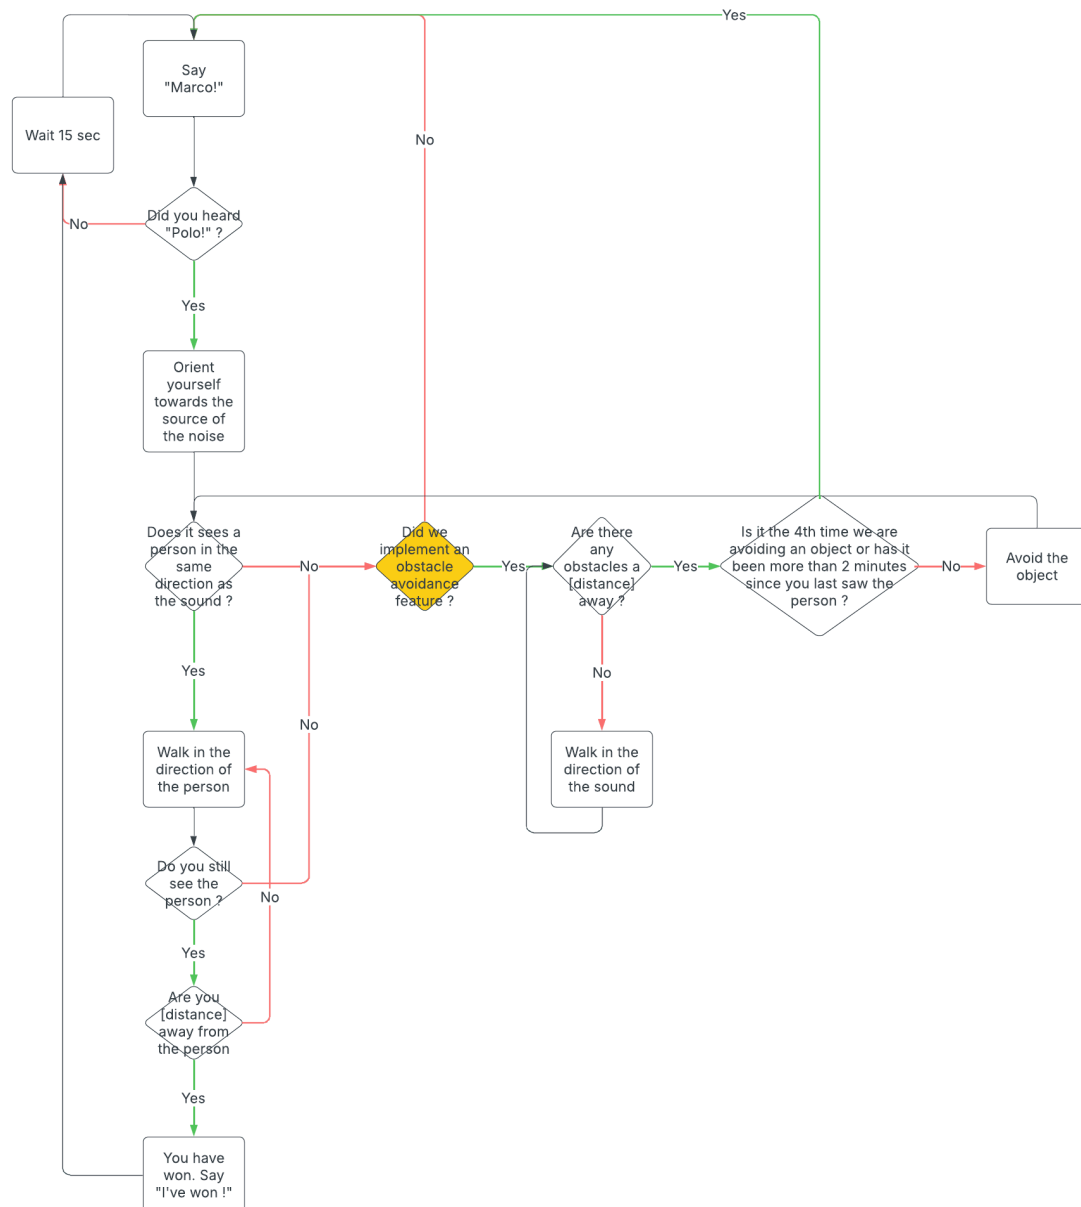 Yes
Say
"Marco!"
Wait 15 sec
No
Did you heard
"Polo!" ?
No
Yes
Orient
yourself
towards the
source of
the noise
Does it sees a
person in the
same
direction as
the sound ?
No
Did we
implement an
obstacle
avoidance
feature ?
Yes
Are there
any
obstacles a
[distance]
away ?
Yes
Is it the 4th time we are
avoiding an object or has it
been more than 2 minutes
since you last saw the
person ?
No
Avoid the
object
Yes
No
No
Walk in the
direction of
the person
Walk in the
direction of
the sound
Do you still
see the
person ?
No
Yes
Are you
[distance]
away from
the person
Yes
You have
won. Say
"I've won !"